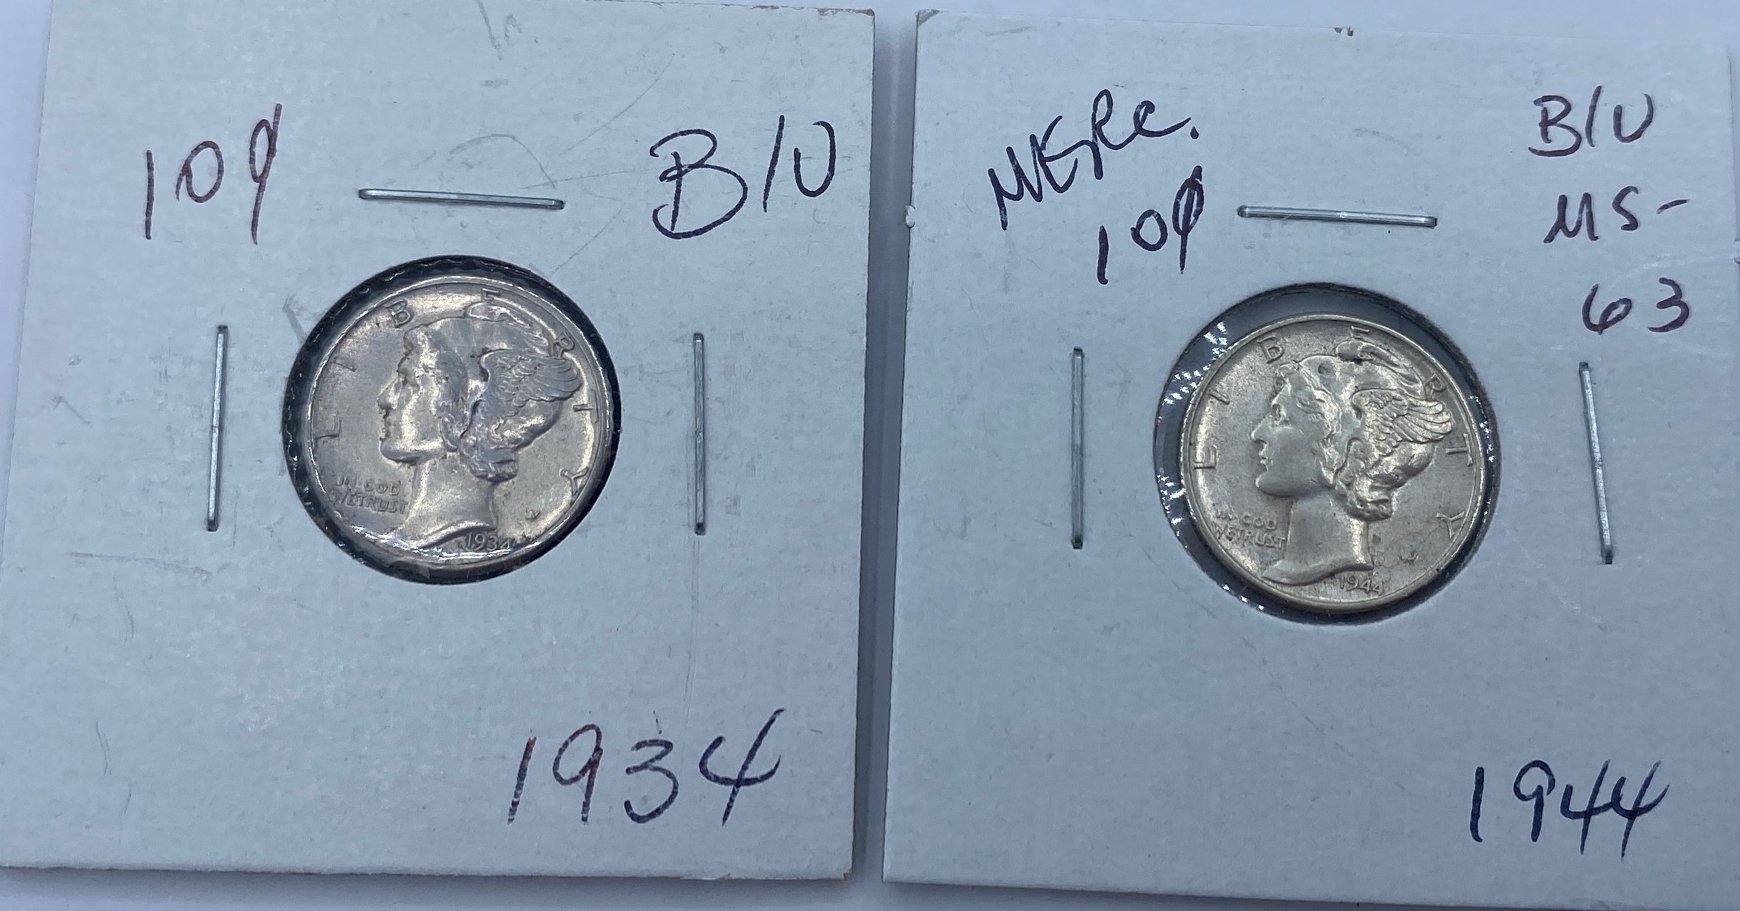 10¢
B/U
LIBERTY
IN GOD
WE TRUST
1934
1934
MERC.
10¢
B/U
MS-
63
LIBERTY
IN GOD
WE TRUST
1944
1944